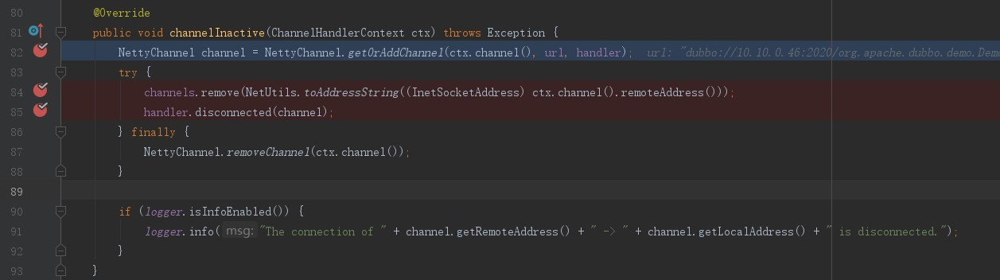 80 @Override
81 public void channelInactive(ChannelHandlerContext ctx) throws Exception {
82 NettyChannel channel = NettyChannel.getOrAddChannel(ctx.channel(), url, handler); url: "dubbo://10.10.0.46:2020/org.apache.dubbo.demo.Demo
83 try {
84 channels.remove(NetUtils.toAddressString((InetSocketAddress) ctx.channel().remoteAddress()));
85 handler.disconnected(channel);
86 } finally {
87 NettyChannel.removeChannel(ctx.channel());
88 }
89
90 if (logger.isInfoEnabled()) {
91 logger.info( msg: "The connection of " + channel.getRemoteAddress() + " -> " + channel.getLocalAddress() + " is disconnected.");
92 }
93 }